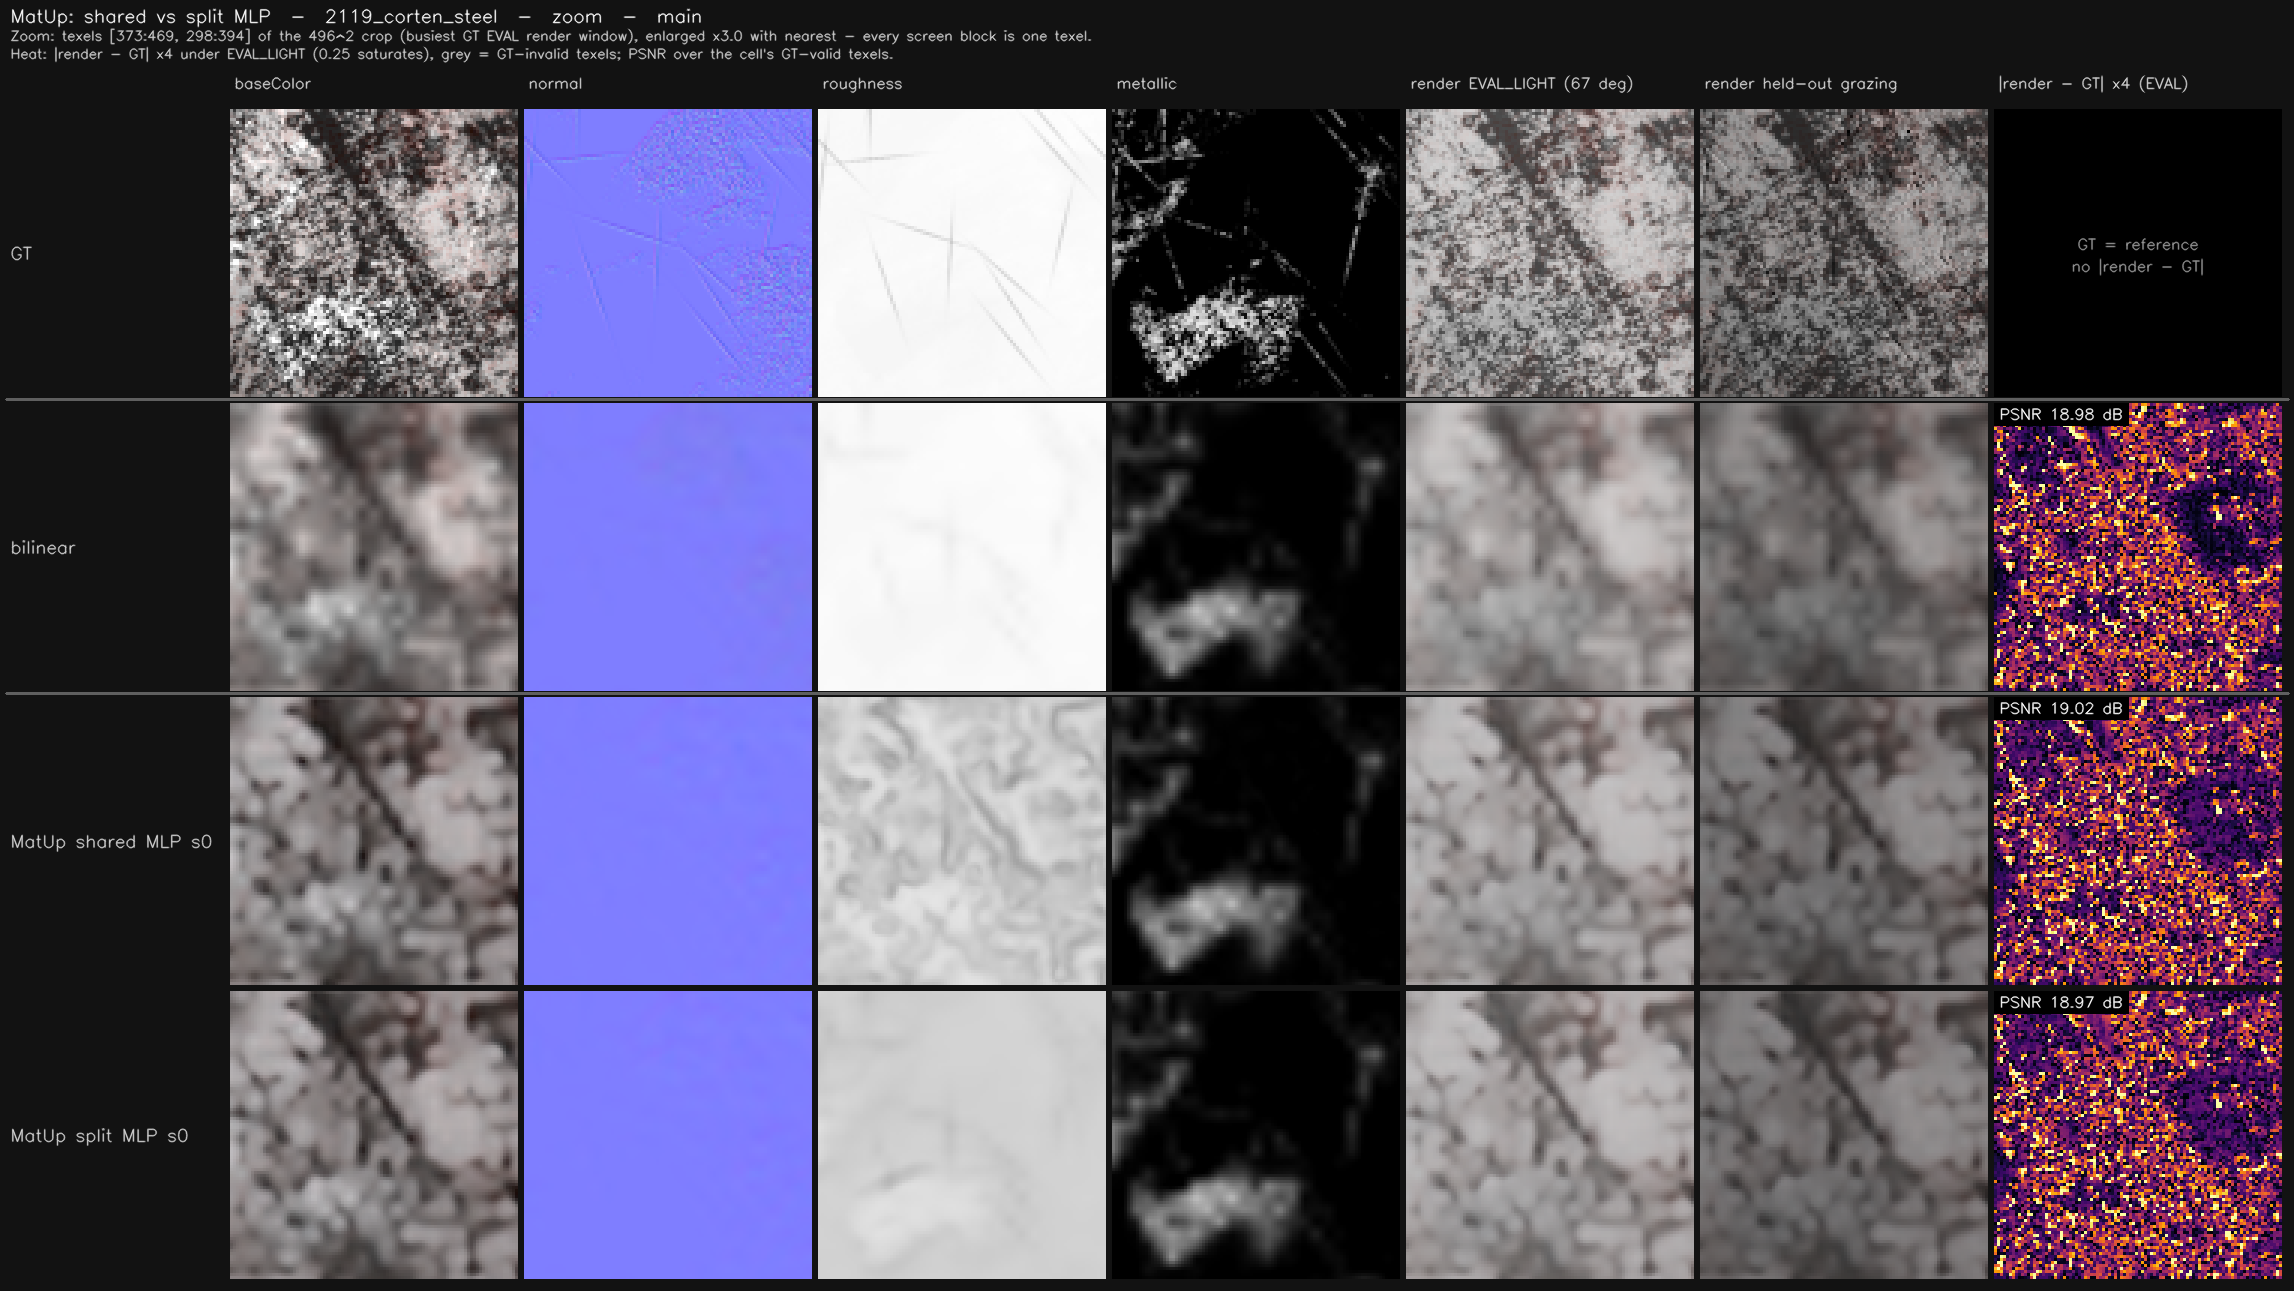 MatUp: shared vs split MLP − 2119_corten_steel − zoom − main
Zoom: texels [373:469, 298:394] of the 496^2 crop (busiest GT EVAL render window), enlarged x3.0 with nearest − every screen block is one texel.
Heat: |render − GT| x4 under EVAL_LIGHT (0.25 saturates), grey = GT−invalid texels; PSNR over the cell's GT−valid texels.
baseColor
normal
roughness
metallic
render EVAL_LIGHT (67 deg)
render held−out grazing
|render − GT| x4 (EVAL)
GT
GT = reference
no |render − GT|
bilinear
PSNR 18.98 dB
MatUp shared MLP s0
PSNR 19.02 dB
MatUp split MLP s0
PSNR 18.97 dB